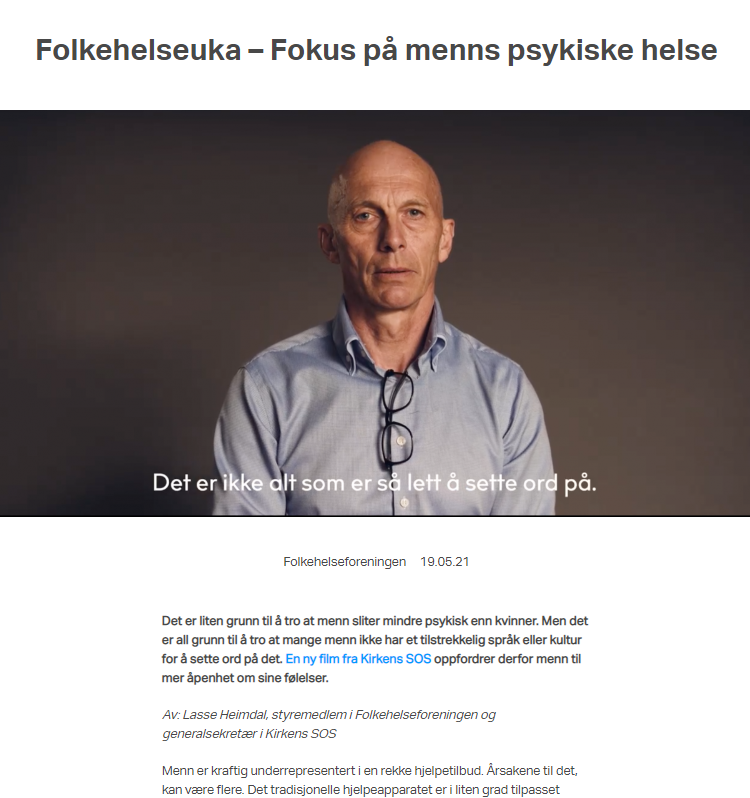 Folkehelseuka – Fokus på menns psykiske helse
Det er ikke alt som er så lett å sette ord på.
Folkehelseforeningen 19.05.21
Det er liten grunn til å tro at menn sliter mindre psykisk enn kvinner. Men det
er all grunn til å tro at mange menn ikke har et tilstrekkelig språk eller kultur
for å sette ord på det. En ny film fra Kirkens SOS oppfordrer derfor menn til
mer åpenhet om sine følelser.
Av: Lasse Heimdal, styremedlem i Folkehelseforeningen og
generalsekretær i Kirkens SOS
Menn er kraftig underrepresentert i en rekke hjelpetilbud. Årsakene til det,
kan være flere. Det tradisjonelle hjelpeapparatet er i liten grad tilpasset